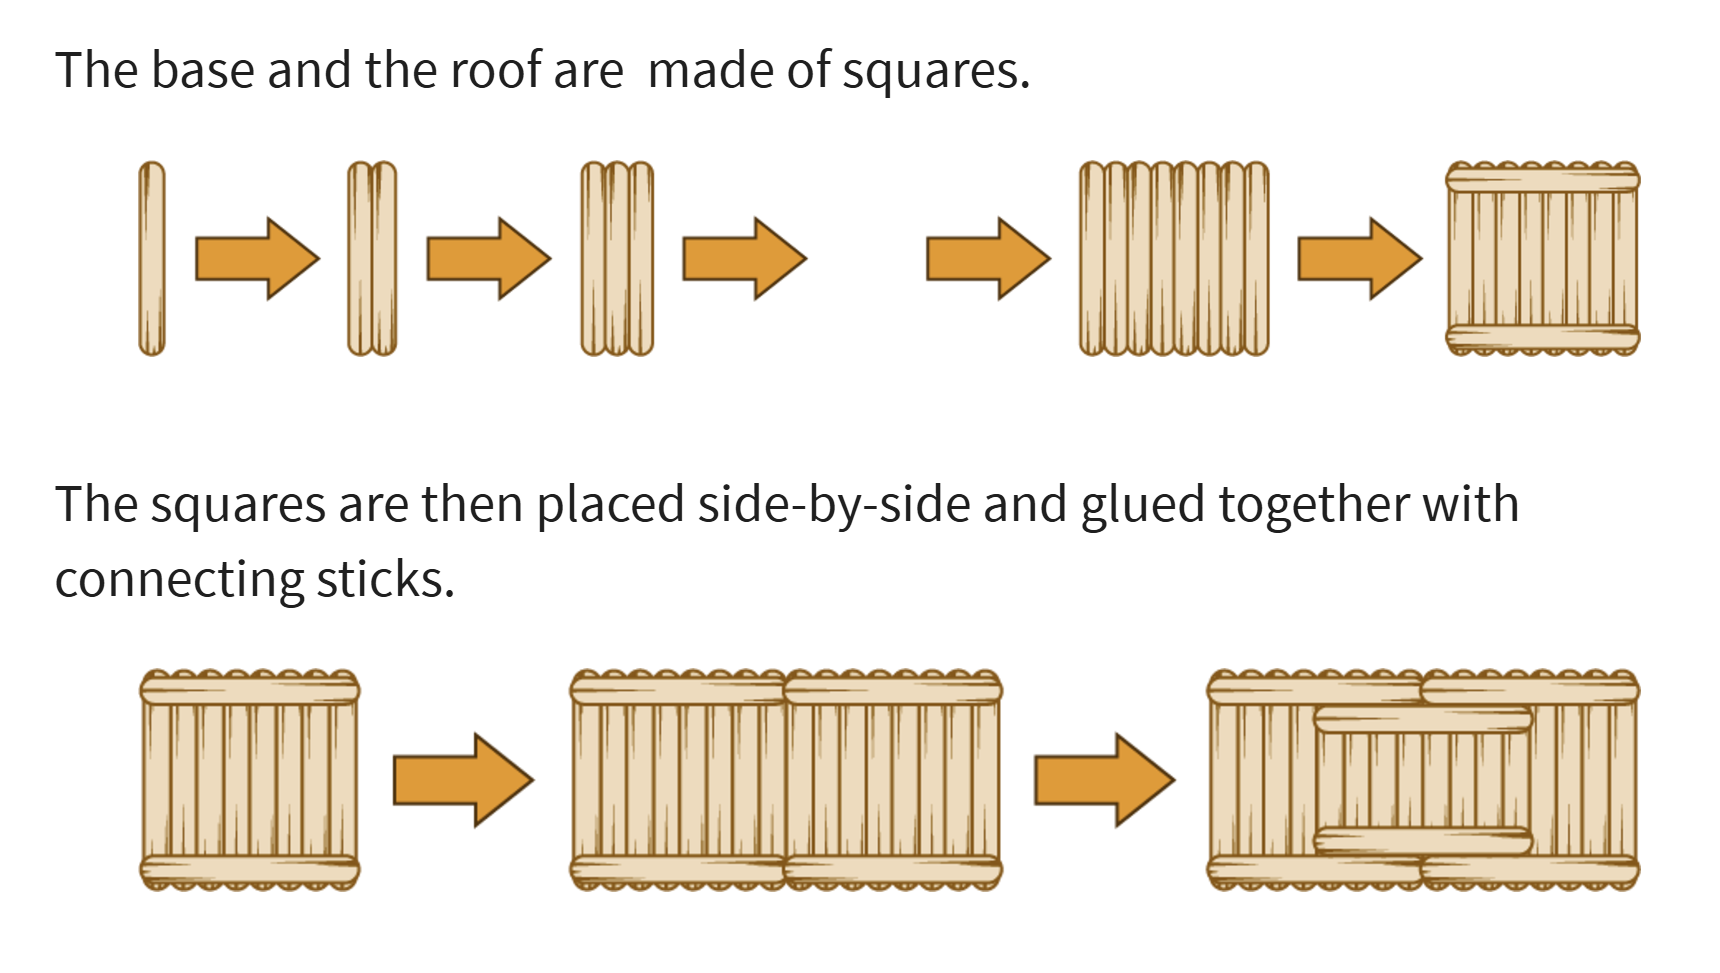 The base and the roof are  made of squares.
The squares are then placed side-by-side and glued together with
connecting sticks.